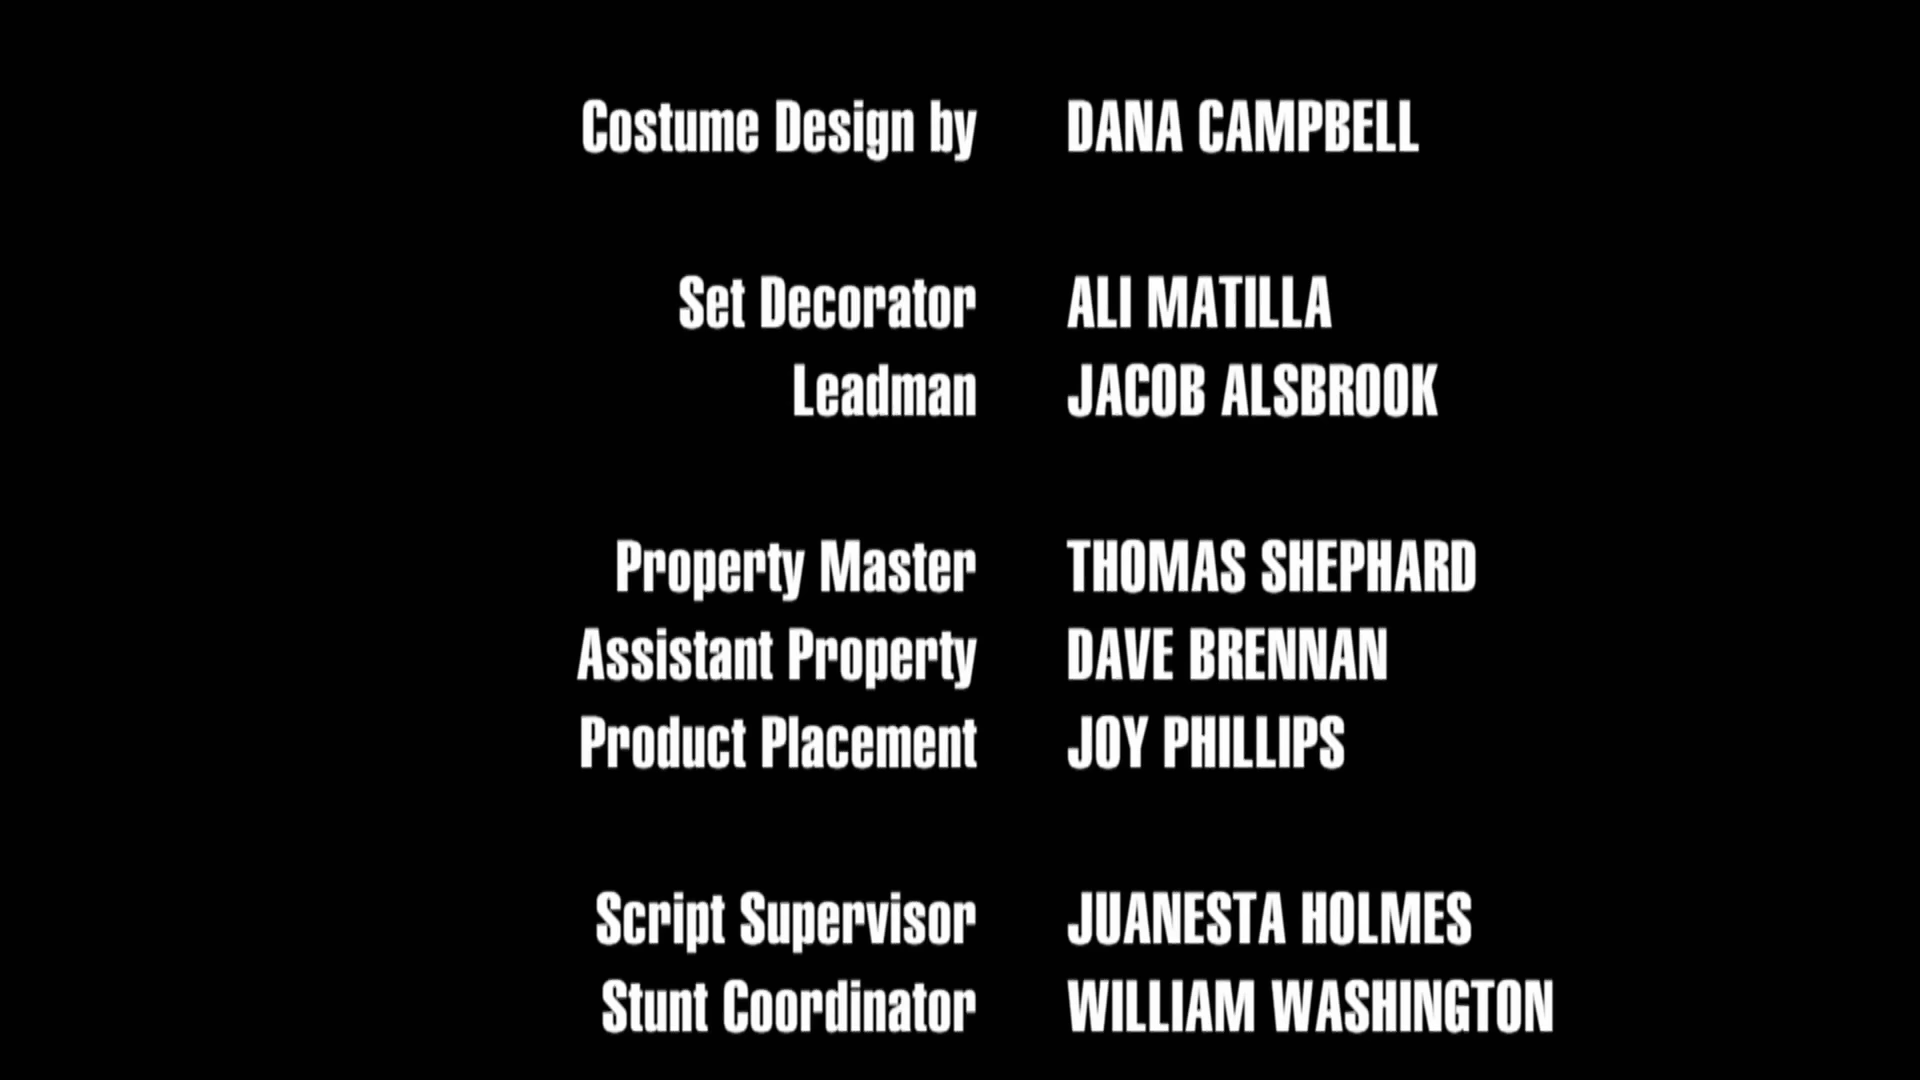 Costume Design by DANA CAMPBELL
Set Decorator ALI MATILLA
Leadman JACOB ALSBROOK
Property Master THOMAS SHEPHARD
Assistant Property DAVE BRENNAN
Product Placement JOY PHILLIPS
Script Supervisor JUANESTA HOLMES
Stunt Coordinator WILLIAM WASHINGTON